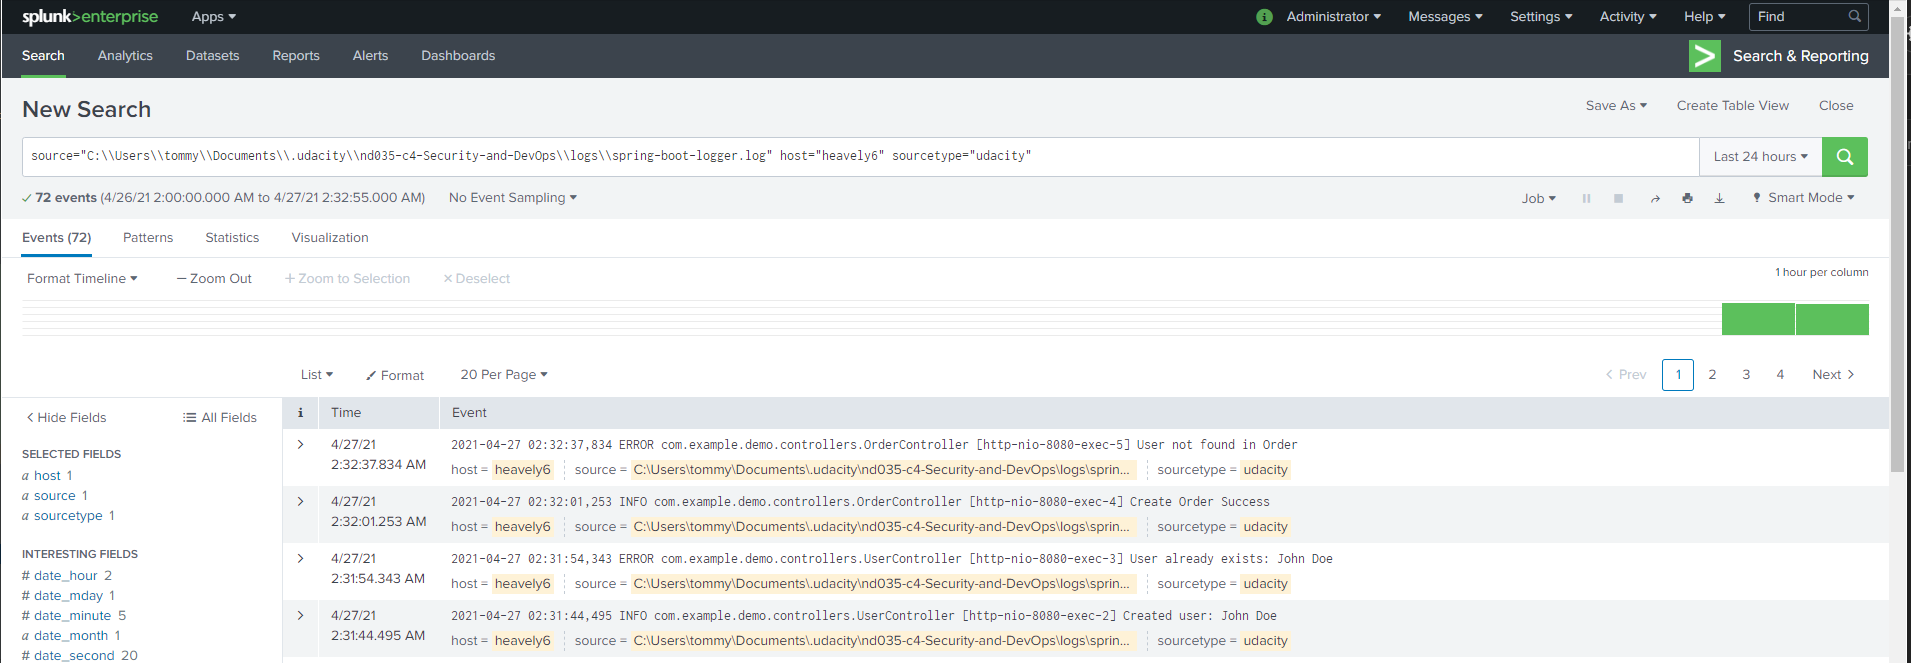 splunk>enterprise Apps Administrator Messages Settings Activity Help Find
Search Analytics Datasets Reports Alerts Dashboards Search & Reporting
New Search Save As Create Table View Close
source="C:\\Users\\tommy\\Documents\\.udacity\\nd035-c4-Security-and-DevOps\\logs\\spring-boot-logger.log" host="heavely6" sourcetype="udacity" Last 24 hours
72 events (4/26/21 2:00:00.000 AM to 4/27/21 2:32:55.000 AM) No Event Sampling Job Smart Mode
Events (72) Patterns Statistics Visualization
Format Timeline — Zoom Out + Zoom to Selection × Deselect 1 hour per column
List Format 20 Per Page < Prev 1 2 3 4 Next >
< Hide Fields All Fields
SELECTED FIELDS
a host 1
a source 1
a sourcetype 1
INTERESTING FIELDS
# date_hour 2
# date_mday 1
# date_minute 5
a date_month 1
# date_second 20
i Time Event
> 4/27/21 2021-04-27 02:32:37,834 ERROR com.example.demo.controllers.OrderController [http-nio-8080-exec-5] User not found in Order
2:32:37.834 AM host = heavely6 source = C:\Users\tommy\Documents\.udacity\nd035-c4-Security-and-DevOps\logs\sprin... sourcetype = udacity
> 4/27/21 2021-04-27 02:32:01,253 INFO com.example.demo.controllers.OrderController [http-nio-8080-exec-4] Create Order Success
2:32:01.253 AM host = heavely6 source = C:\Users\tommy\Documents\.udacity\nd035-c4-Security-and-DevOps\logs\sprin... sourcetype = udacity
> 4/27/21 2021-04-27 02:31:54,343 ERROR com.example.demo.controllers.UserController [http-nio-8080-exec-3] User already exists: John Doe
2:31:54.343 AM host = heavely6 source = C:\Users\tommy\Documents\.udacity\nd035-c4-Security-and-DevOps\logs\sprin... sourcetype = udacity
> 4/27/21 2021-04-27 02:31:44,495 INFO com.example.demo.controllers.UserController [http-nio-8080-exec-2] Created user: John Doe
2:31:44.495 AM host = heavely6 source = C:\Users\tommy\Documents\.udacity\nd035-c4-Security-and-DevOps\logs\sprin... sourcetype = udacity